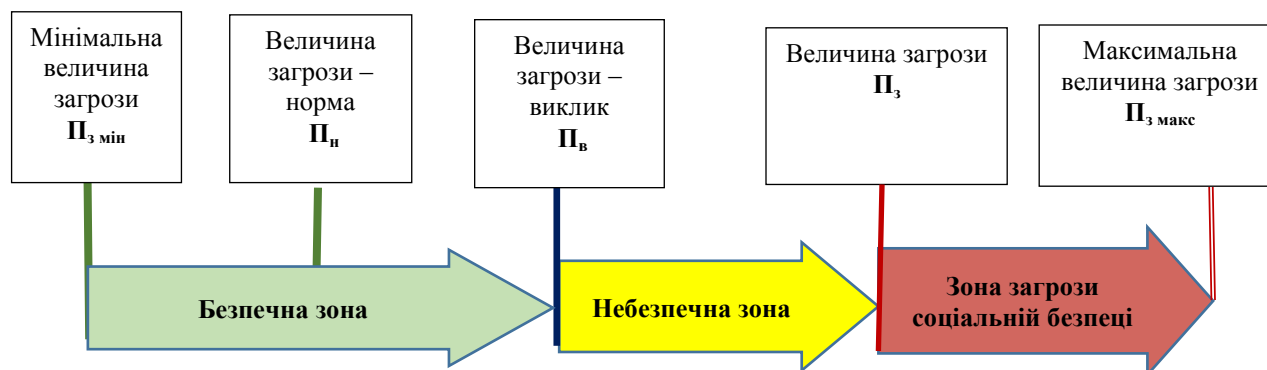 Мінімальна
величина
загрози
Пз мін
Величина
загрози –
норма
Пн
Величина
загрози –
виклик
Пв
Величина загрози
Пз
Максимальна
величина загрози
Пз макс
Безпечна зона
Небезпечна зона
Зона загрози
соціальній безпеці